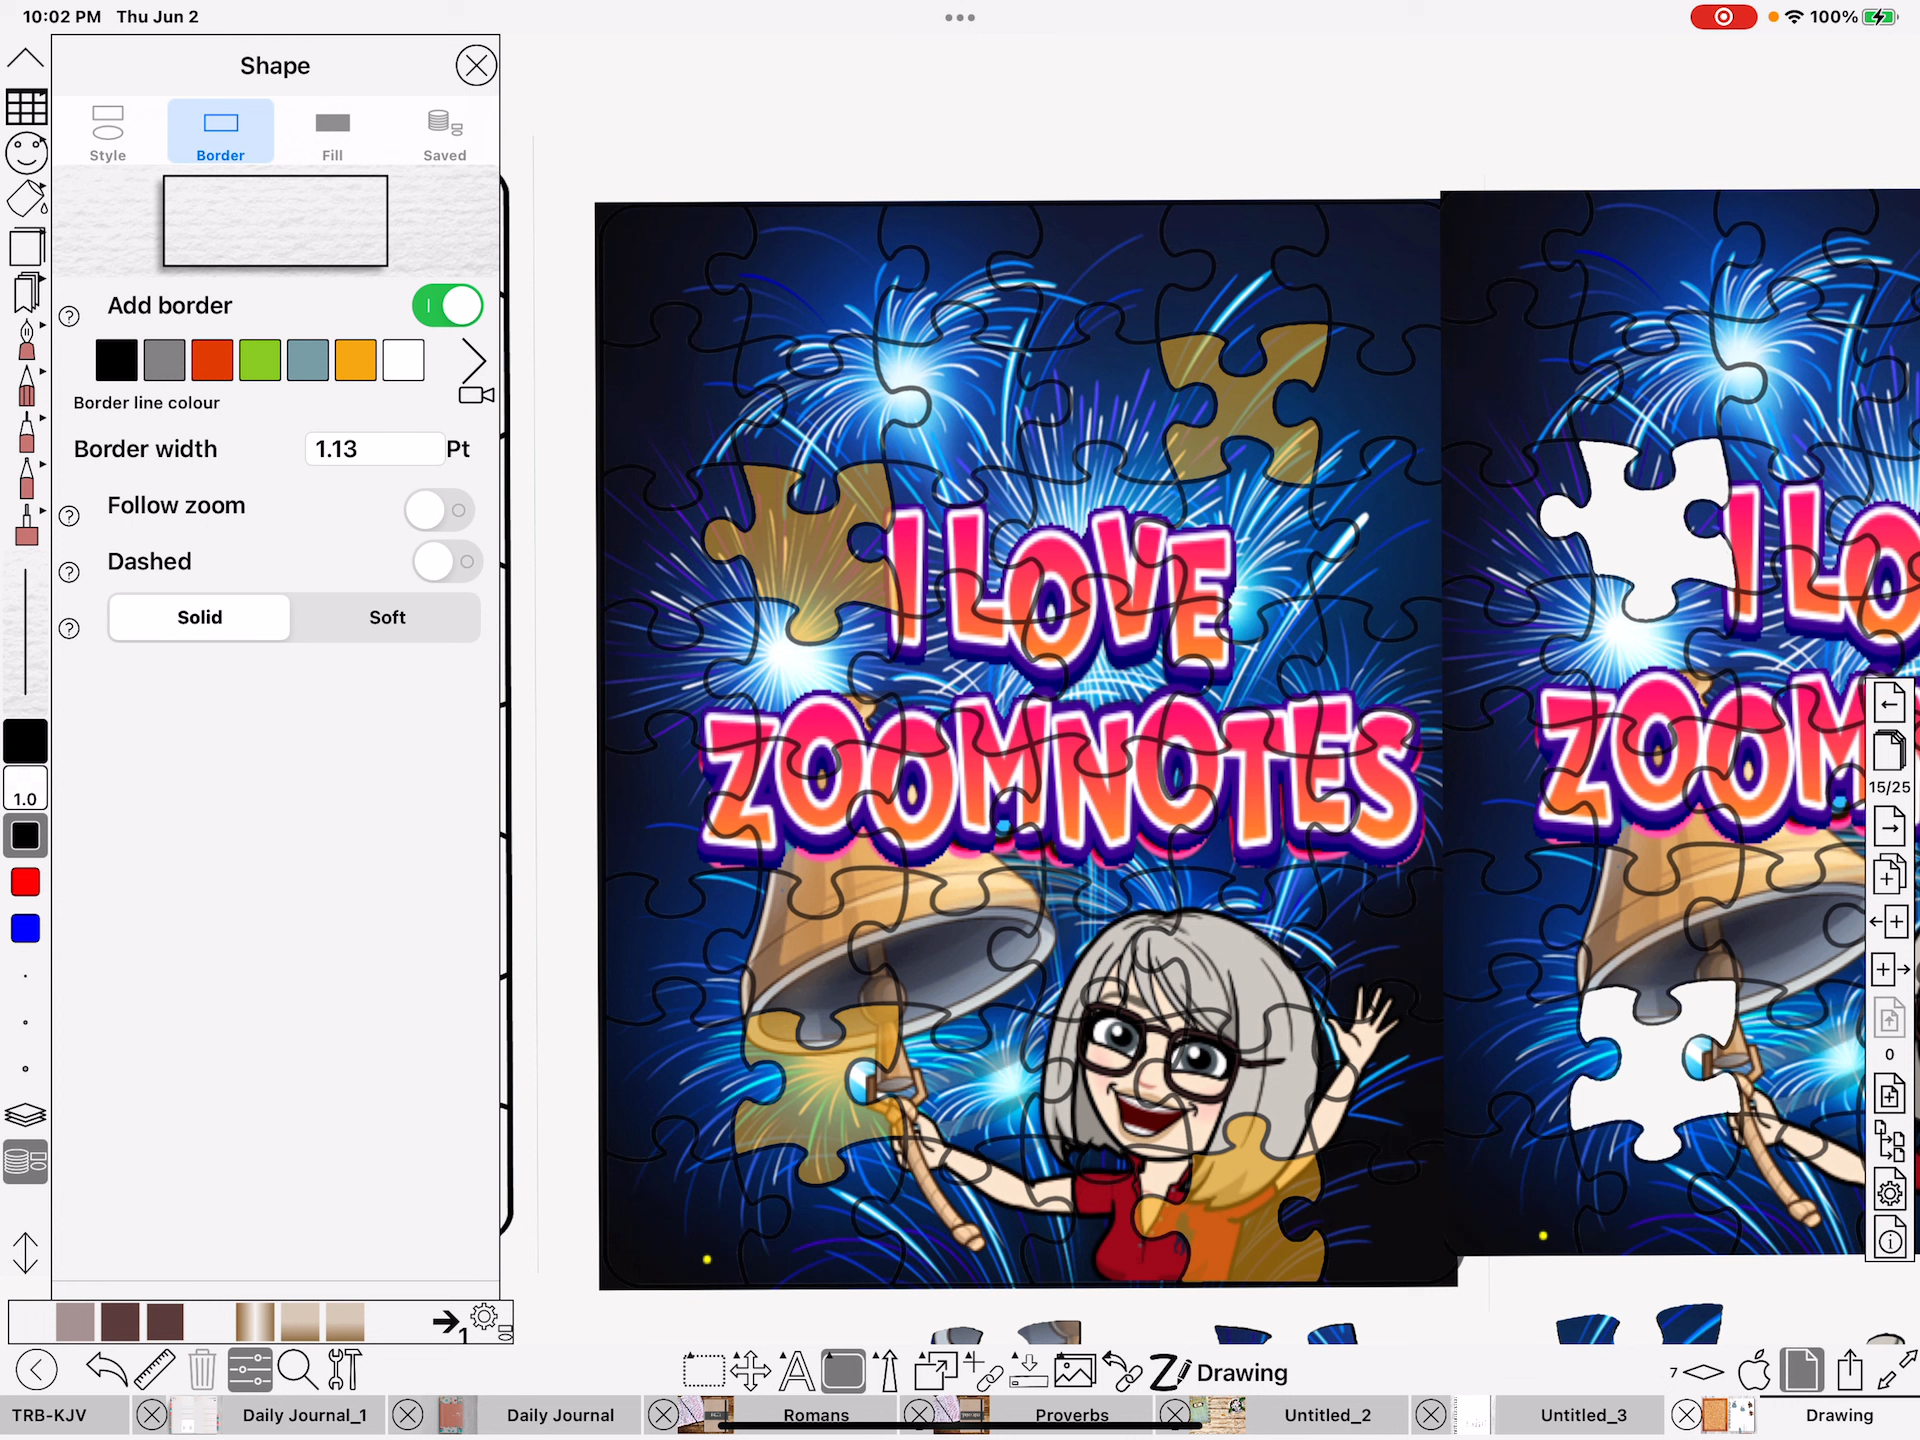 10:02 PM Thu Jun 2
100%
Shape
Style
Border
Fill
Saved
Add border
Border line colour
Border width
1.13
Pt
Follow zoom
Dashed
Solid
Soft
1.0
I LOVE
ZOOMNOTES
I LO
ZOOM
15/25
0
1
A
Drawing
7
TRB-KJV
Daily Journal_1
Daily Journal
Romans
Proverbs
Untitled_2
Untitled_3
Drawing